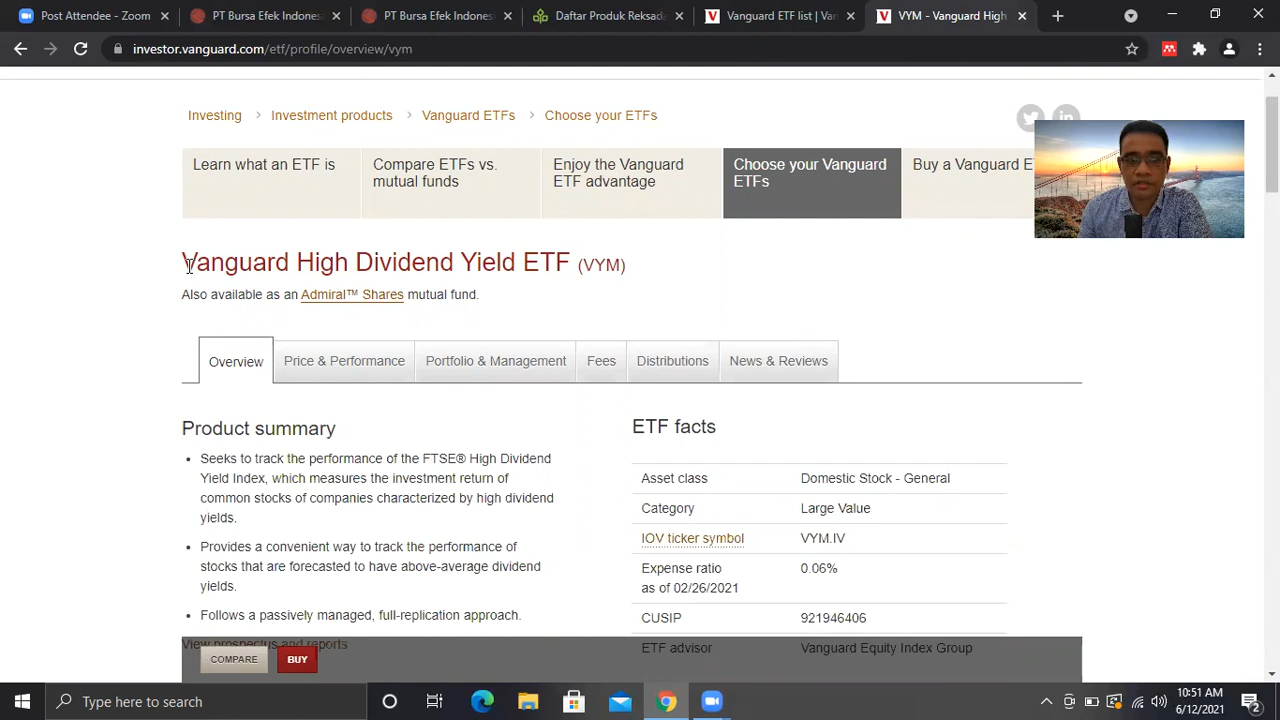 Post Attendee - Zoom
PT Bursa Efek Indones
PT Bursa Efek Indones
Daftar Produk Reksada
Vanguard ETF list | Van
VYM - Vanguard High
investor.vanguard.com/etf/profile/overview/vym
Investing > Investment products > Vanguard ETFs > Choose your ETFs
Learn what an ETF is
Compare ETFs vs.
mutual funds
Enjoy the Vanguard
ETF advantage
Choose your Vanguard
ETFs
Buy a Vanguard E
Vanguard High Dividend Yield ETF (VYM)
Also available as an Admiral™ Shares mutual fund.
Overview
Price & Performance
Portfolio & Management
Fees
Distributions
News & Reviews
Product summary
Seeks to track the performance of the FTSE® High Dividend
Yield Index, which measures the investment return of
common stocks of companies characterized by high dividend
yields.
Provides a convenient way to track the performance of
stocks that are forecasted to have above-average dividend
yields.
Follows a passively managed, full-replication approach.
View prospectus and reports
ETF facts
Asset class Domestic Stock - General
Category Large Value
IOV ticker symbol VYM.IV
Expense ratio 0.06%
as of 02/26/2021
CUSIP 921946406
ETF advisor Vanguard Equity Index Group
COMPARE
BUY
Type here to search
10:51 AM
6/12/2021
2